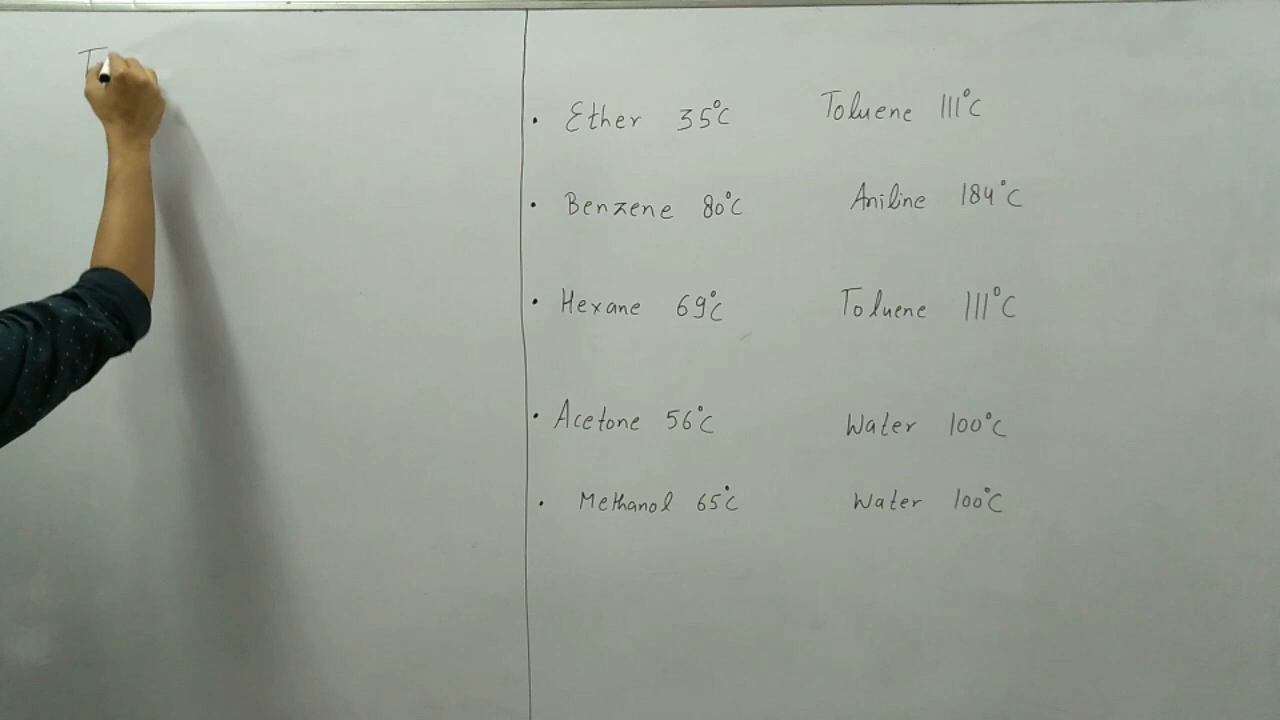 T
• Ether 35°C Toluene 111°C
• Benzene 80°C Aniline 184°C
• Hexane 69°C Toluene 111°C
• Acetone 56°C Water 100°C
• Methanol 65°C Water 100°C